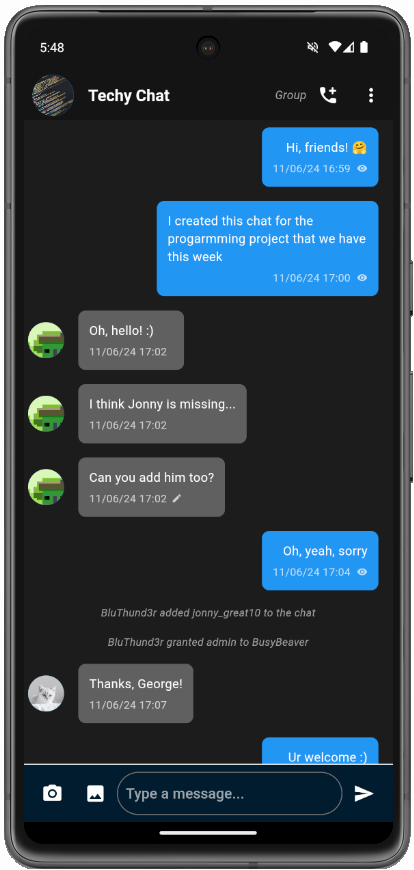 5:48
Techy Chat
Group
Hi, friends! 🤗
11/06/24 16:59
I created this chat for the
progarmming project that we have
this week
11/06/24 17:00
Oh, hello! :)
11/06/24 17:02
I think Jonny is missing...
11/06/24 17:02
Can you add him too?
11/06/24 17:02
Oh, yeah, sorry
11/06/24 17:04
BluThund3r added jonny_great10 to the chat
BluThund3r granted admin to BusyBeaver
Thanks, George!
11/06/24 17:07
Ur welcome :)
Type a message...